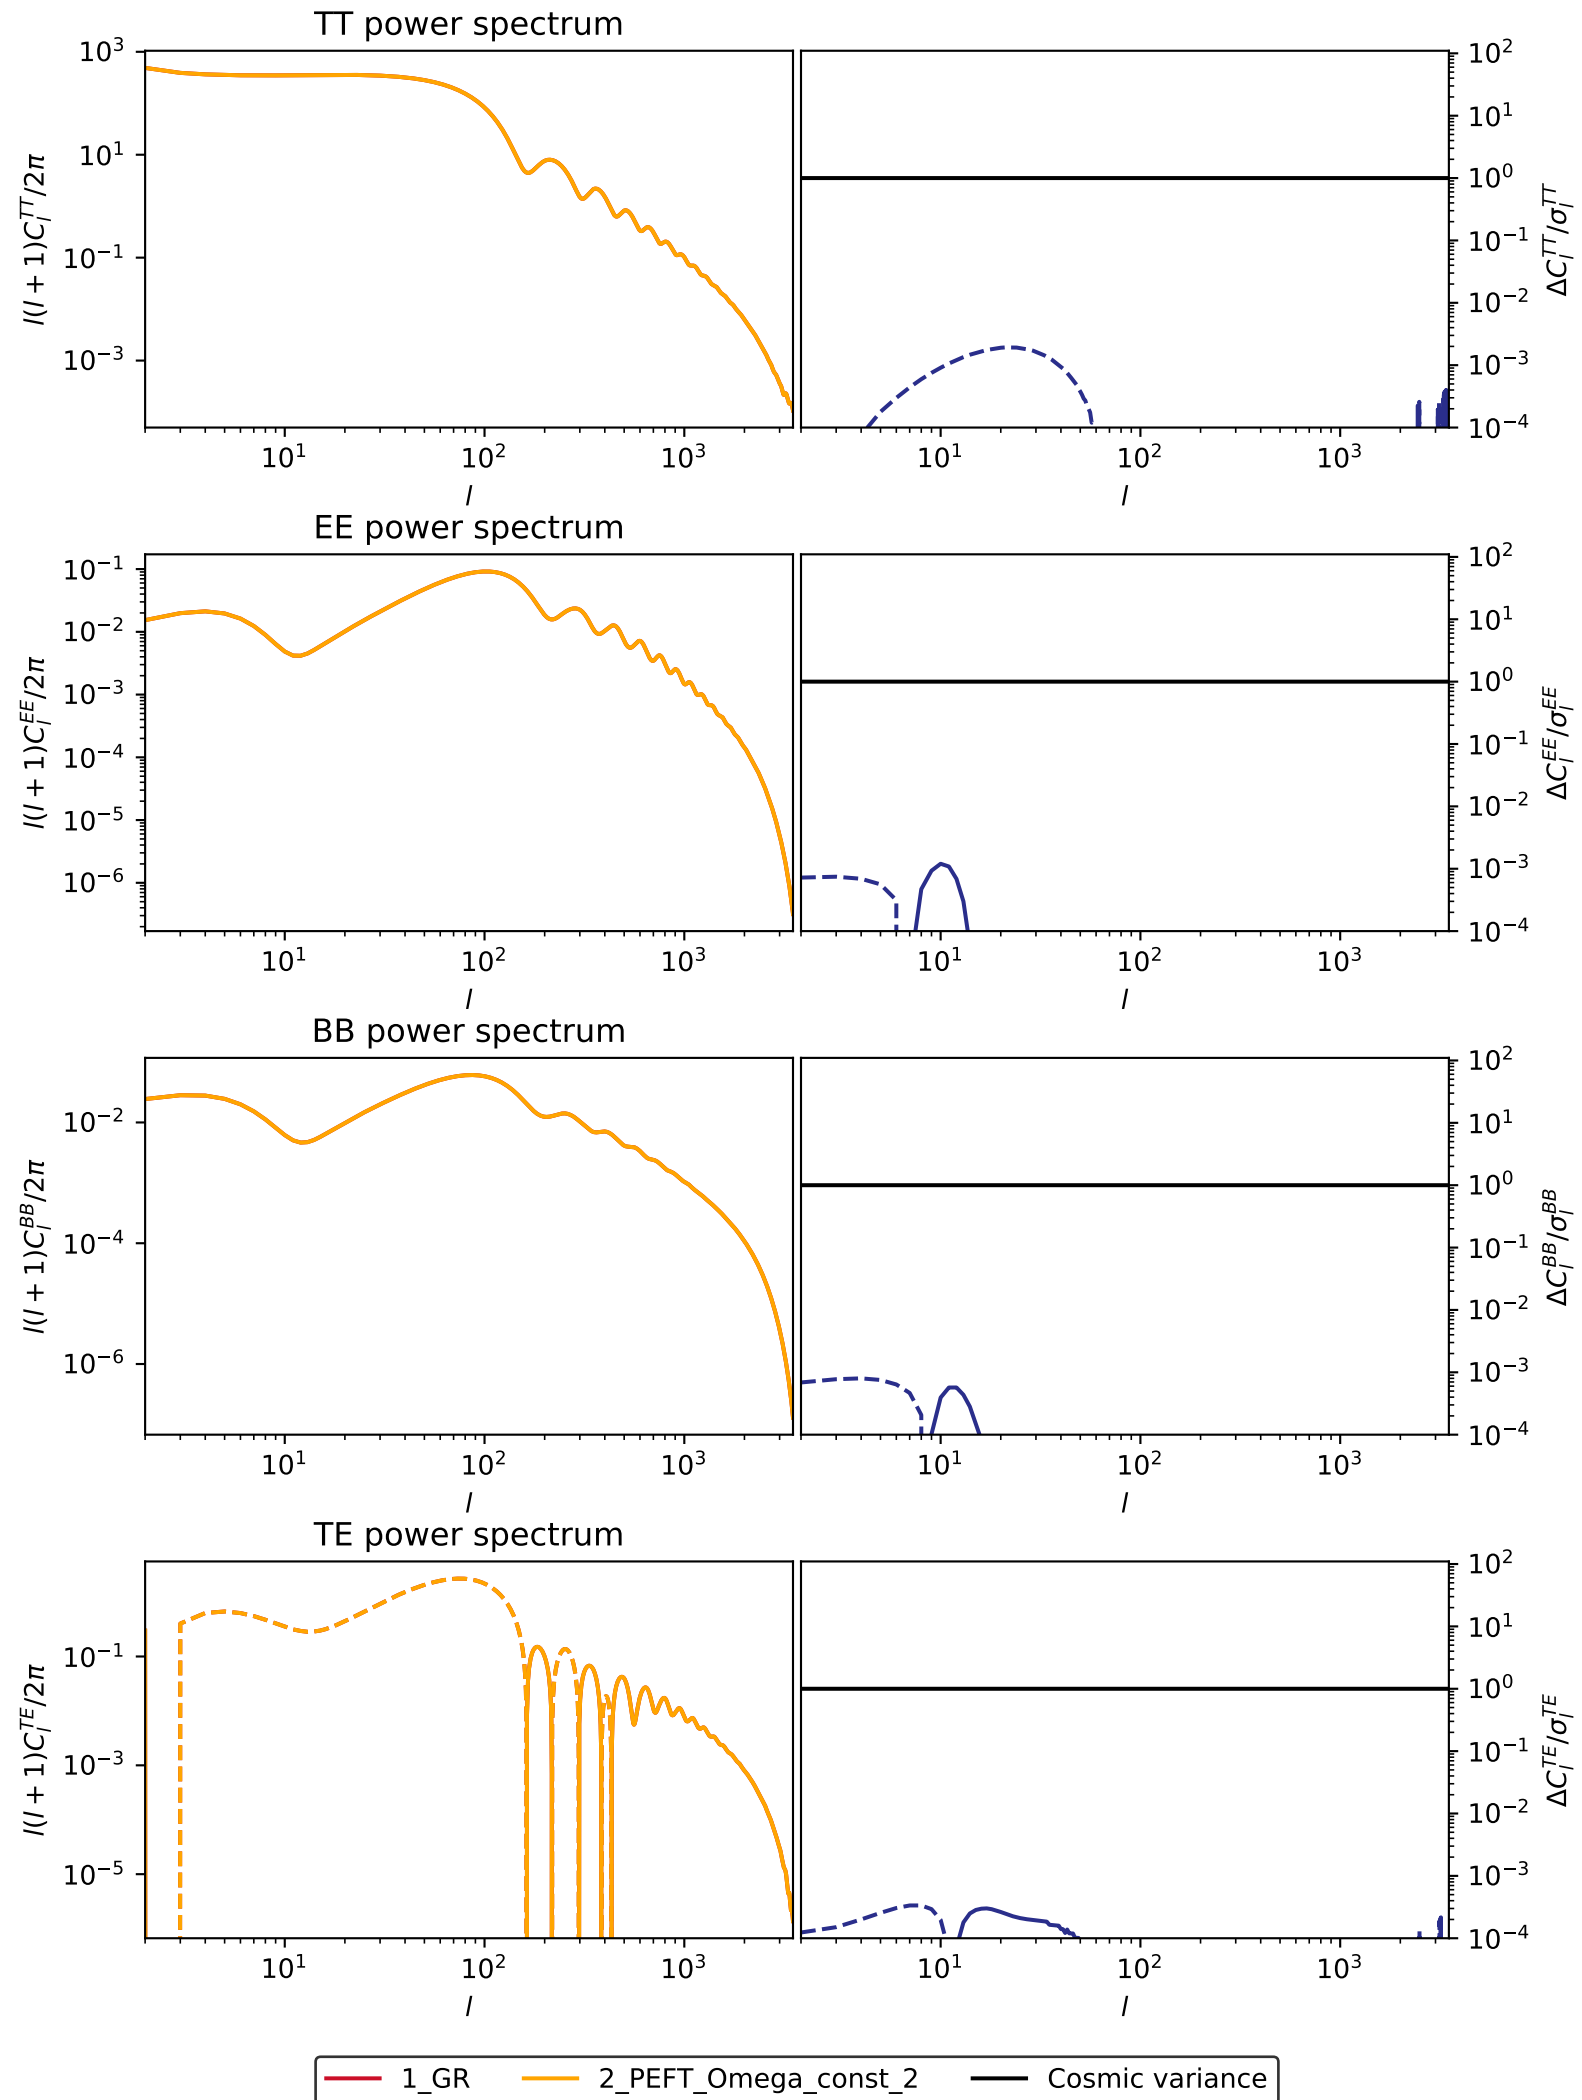 TT power spectrum
10^3
10^1
10^-1
10^-3
l(l + 1)C_l^{TT}/2π
10^1 10^2 10^3
l
10^2
10^1
10^0
10^-1
10^-2
10^-3
10^-4
ΔC_l^{TT}/σ_l^{TT}
10^1 10^2 10^3
l
EE power spectrum
10^-1
10^-2
10^-3
10^-4
10^-5
10^-6
l(l + 1)C_l^{EE}/2π
10^1 10^2 10^3
l
10^2
10^1
10^0
10^-1
10^-2
10^-3
10^-4
ΔC_l^{EE}/σ_l^{EE}
10^1 10^2 10^3
l
BB power spectrum
10^-2
10^-4
10^-6
l(l + 1)C_l^{BB}/2π
10^1 10^2 10^3
l
10^2
10^1
10^0
10^-1
10^-2
10^-3
10^-4
ΔC_l^{BB}/σ_l^{BB}
10^1 10^2 10^3
l
TE power spectrum
10^-1
10^-3
10^-5
l(l + 1)C_l^{TE}/2π
10^1 10^2 10^3
l
10^2
10^1
10^0
10^-1
10^-2
10^-3
10^-4
ΔC_l^{TE}/σ_l^{TE}
10^1 10^2 10^3
l
1_GR 2_PEFT_Omega_const_2 Cosmic variance